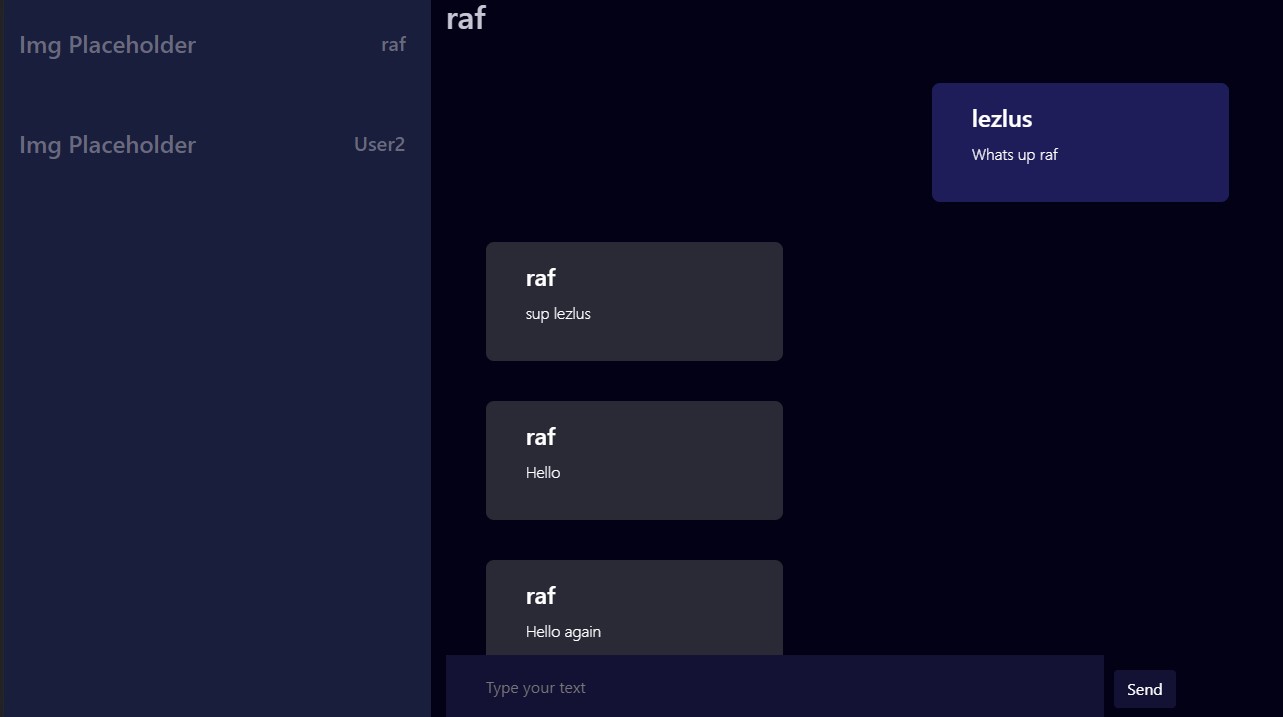 Img Placeholder raf
Img Placeholder User2
raf
lezlus
Whats up raf
raf
sup lezlus
raf
Hello
raf
Hello again
Type your text
Send